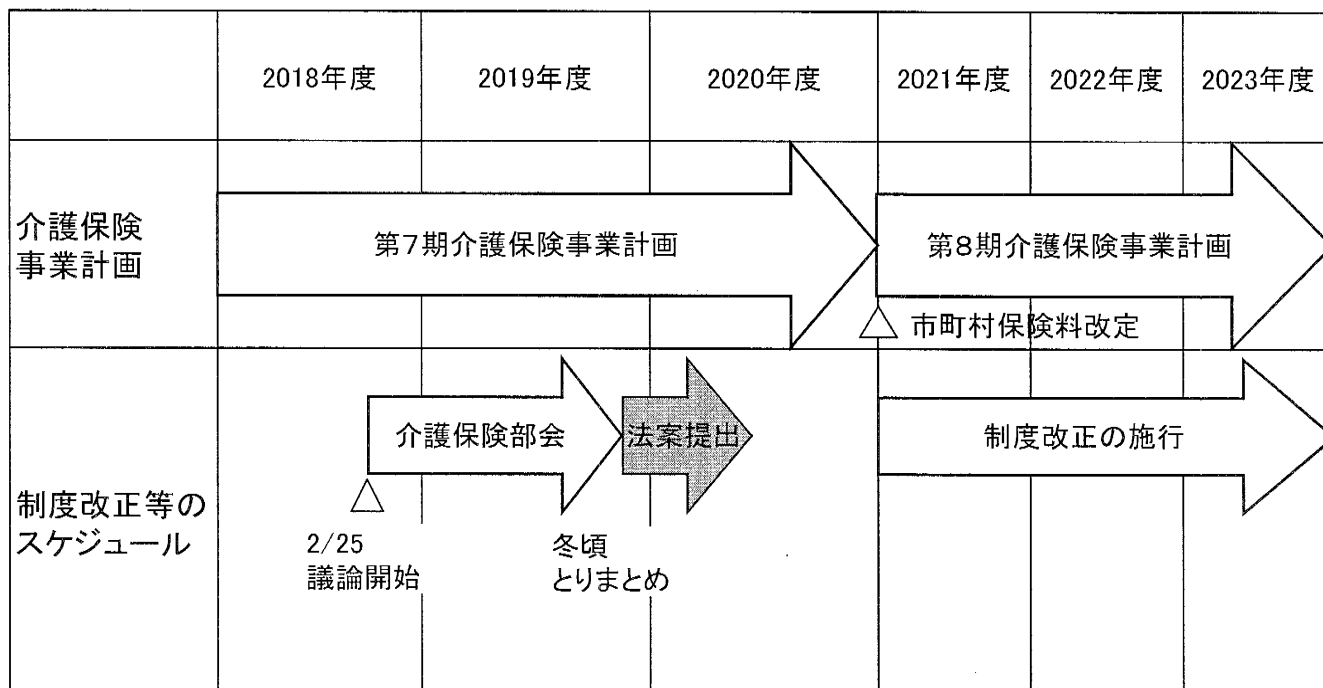 2018年度
2019年度
2020年度
2021年度
2022年度
2023年度
介護保険
事業計画
第7期介護保険事業計画
第8期介護保険事業計画
市町村保険料改定
制度改正等の
スケジュール
介護保険部会
法案提出
制度改正の施行
2/25
議論開始
冬頃
とりまとめ